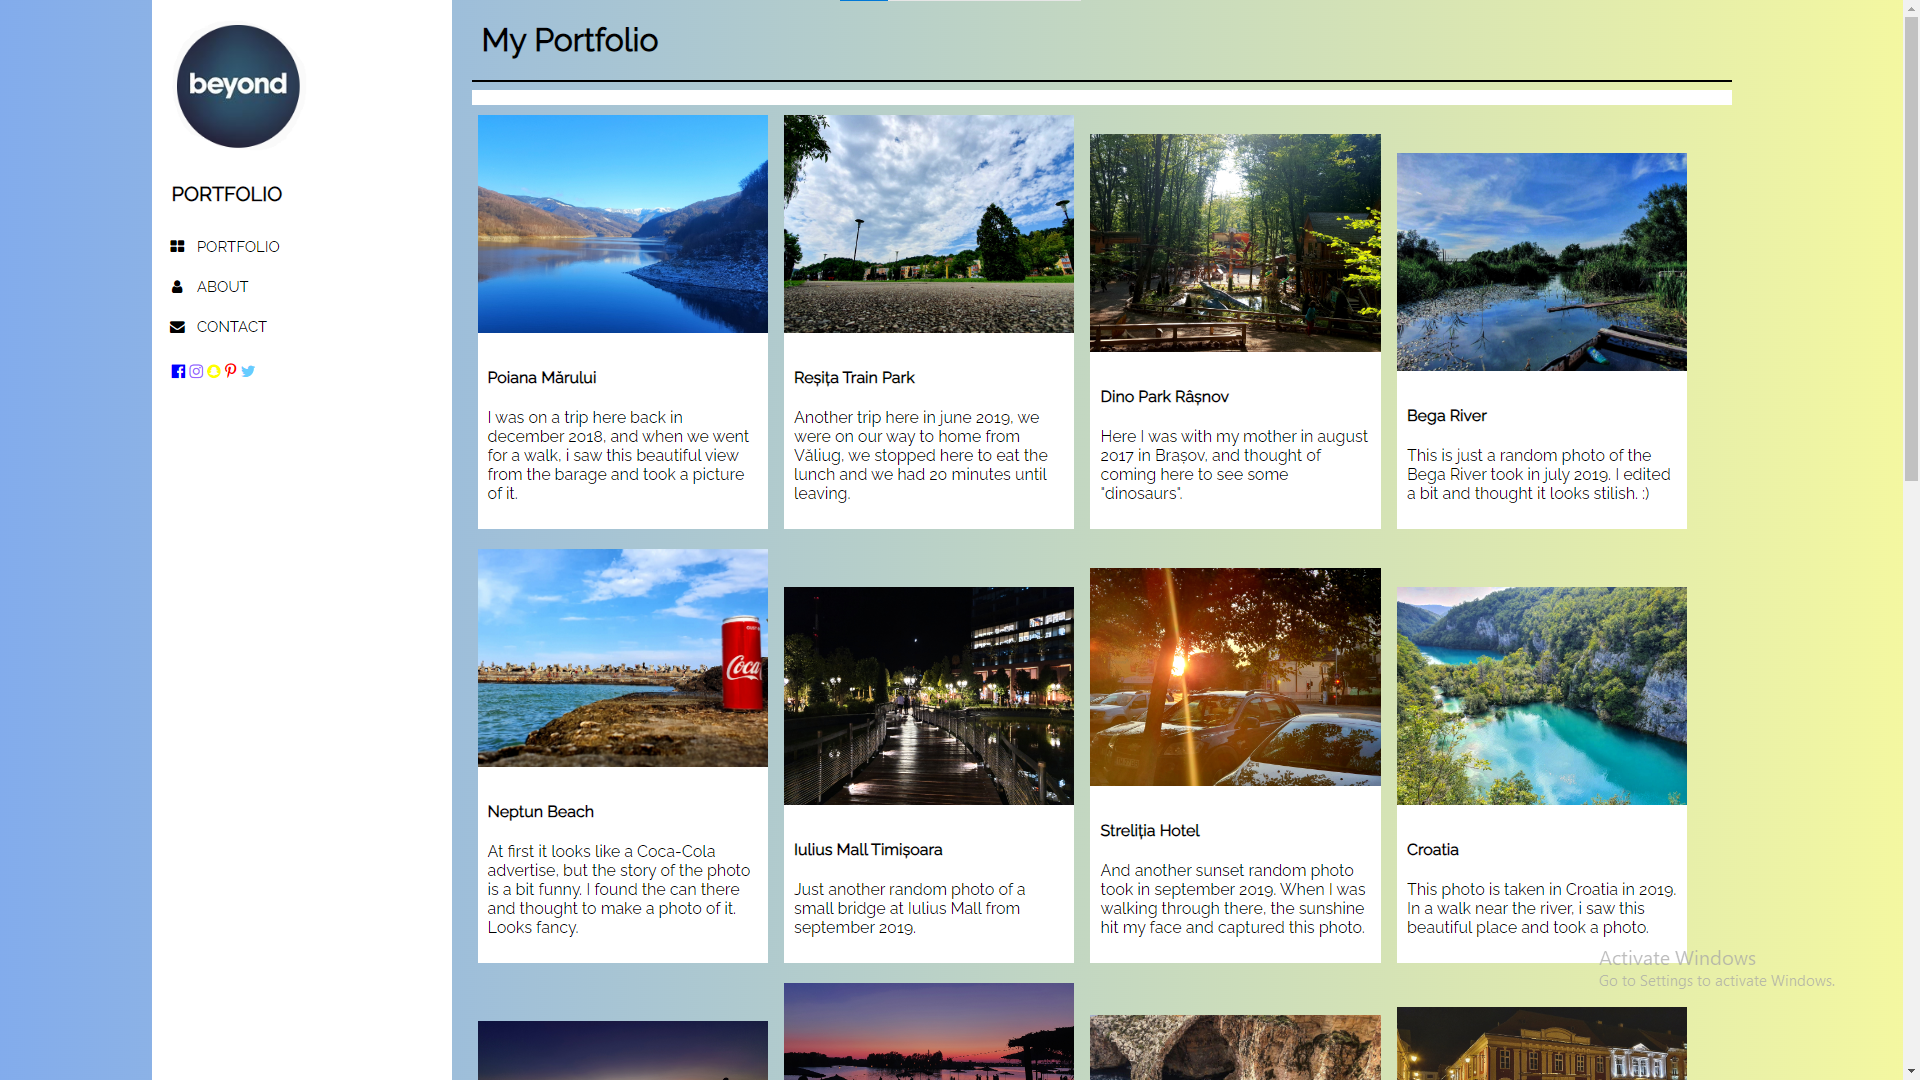 beyond
PORTFOLIO
PORTFOLIO
ABOUT
CONTACT
My Portfolio
Poiana Mărului
I was on a trip here back in
december 2018, and when we went
for a walk, i saw this beautiful view
from the barage and took a picture
of it.
Reșița Train Park
Another trip here in june 2019, we
were on our way to home from
Văliug, we stopped here to eat the
lunch and we had 20 minutes until
leaving.
Dino Park Râșnov
Here I was with my mother in august
2017 in Brașov, and thought of
coming here to see some
"dinosaurs".
Bega River
This is just a random photo of the
Bega River took in july 2019. I edited
a bit and thought it looks stilish. :)
Neptun Beach
At first it looks like a Coca-Cola
advertise, but the story of the photo
is a bit funny. I found the can there
and thought to make a photo of it.
Looks fancy.
Iulius Mall Timișoara
Just another random photo of a
small bridge at Iulius Mall from
september 2019.
Streliția Hotel
And another sunset random photo
took in september 2019. When I was
walking through there, the sunshine
hit my face and captured this photo.
Croatia
This photo is taken in Croatia in 2019.
In a walk near the river, i saw this
beautiful place and took a photo.
Coca
Activate Windows
Go to Settings to activate Windows.